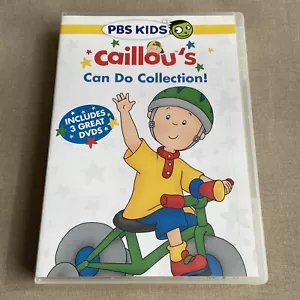 PBS KIDS
caillou's
Can Do Collection!
INCLUDES
3 GREAT
DVDS